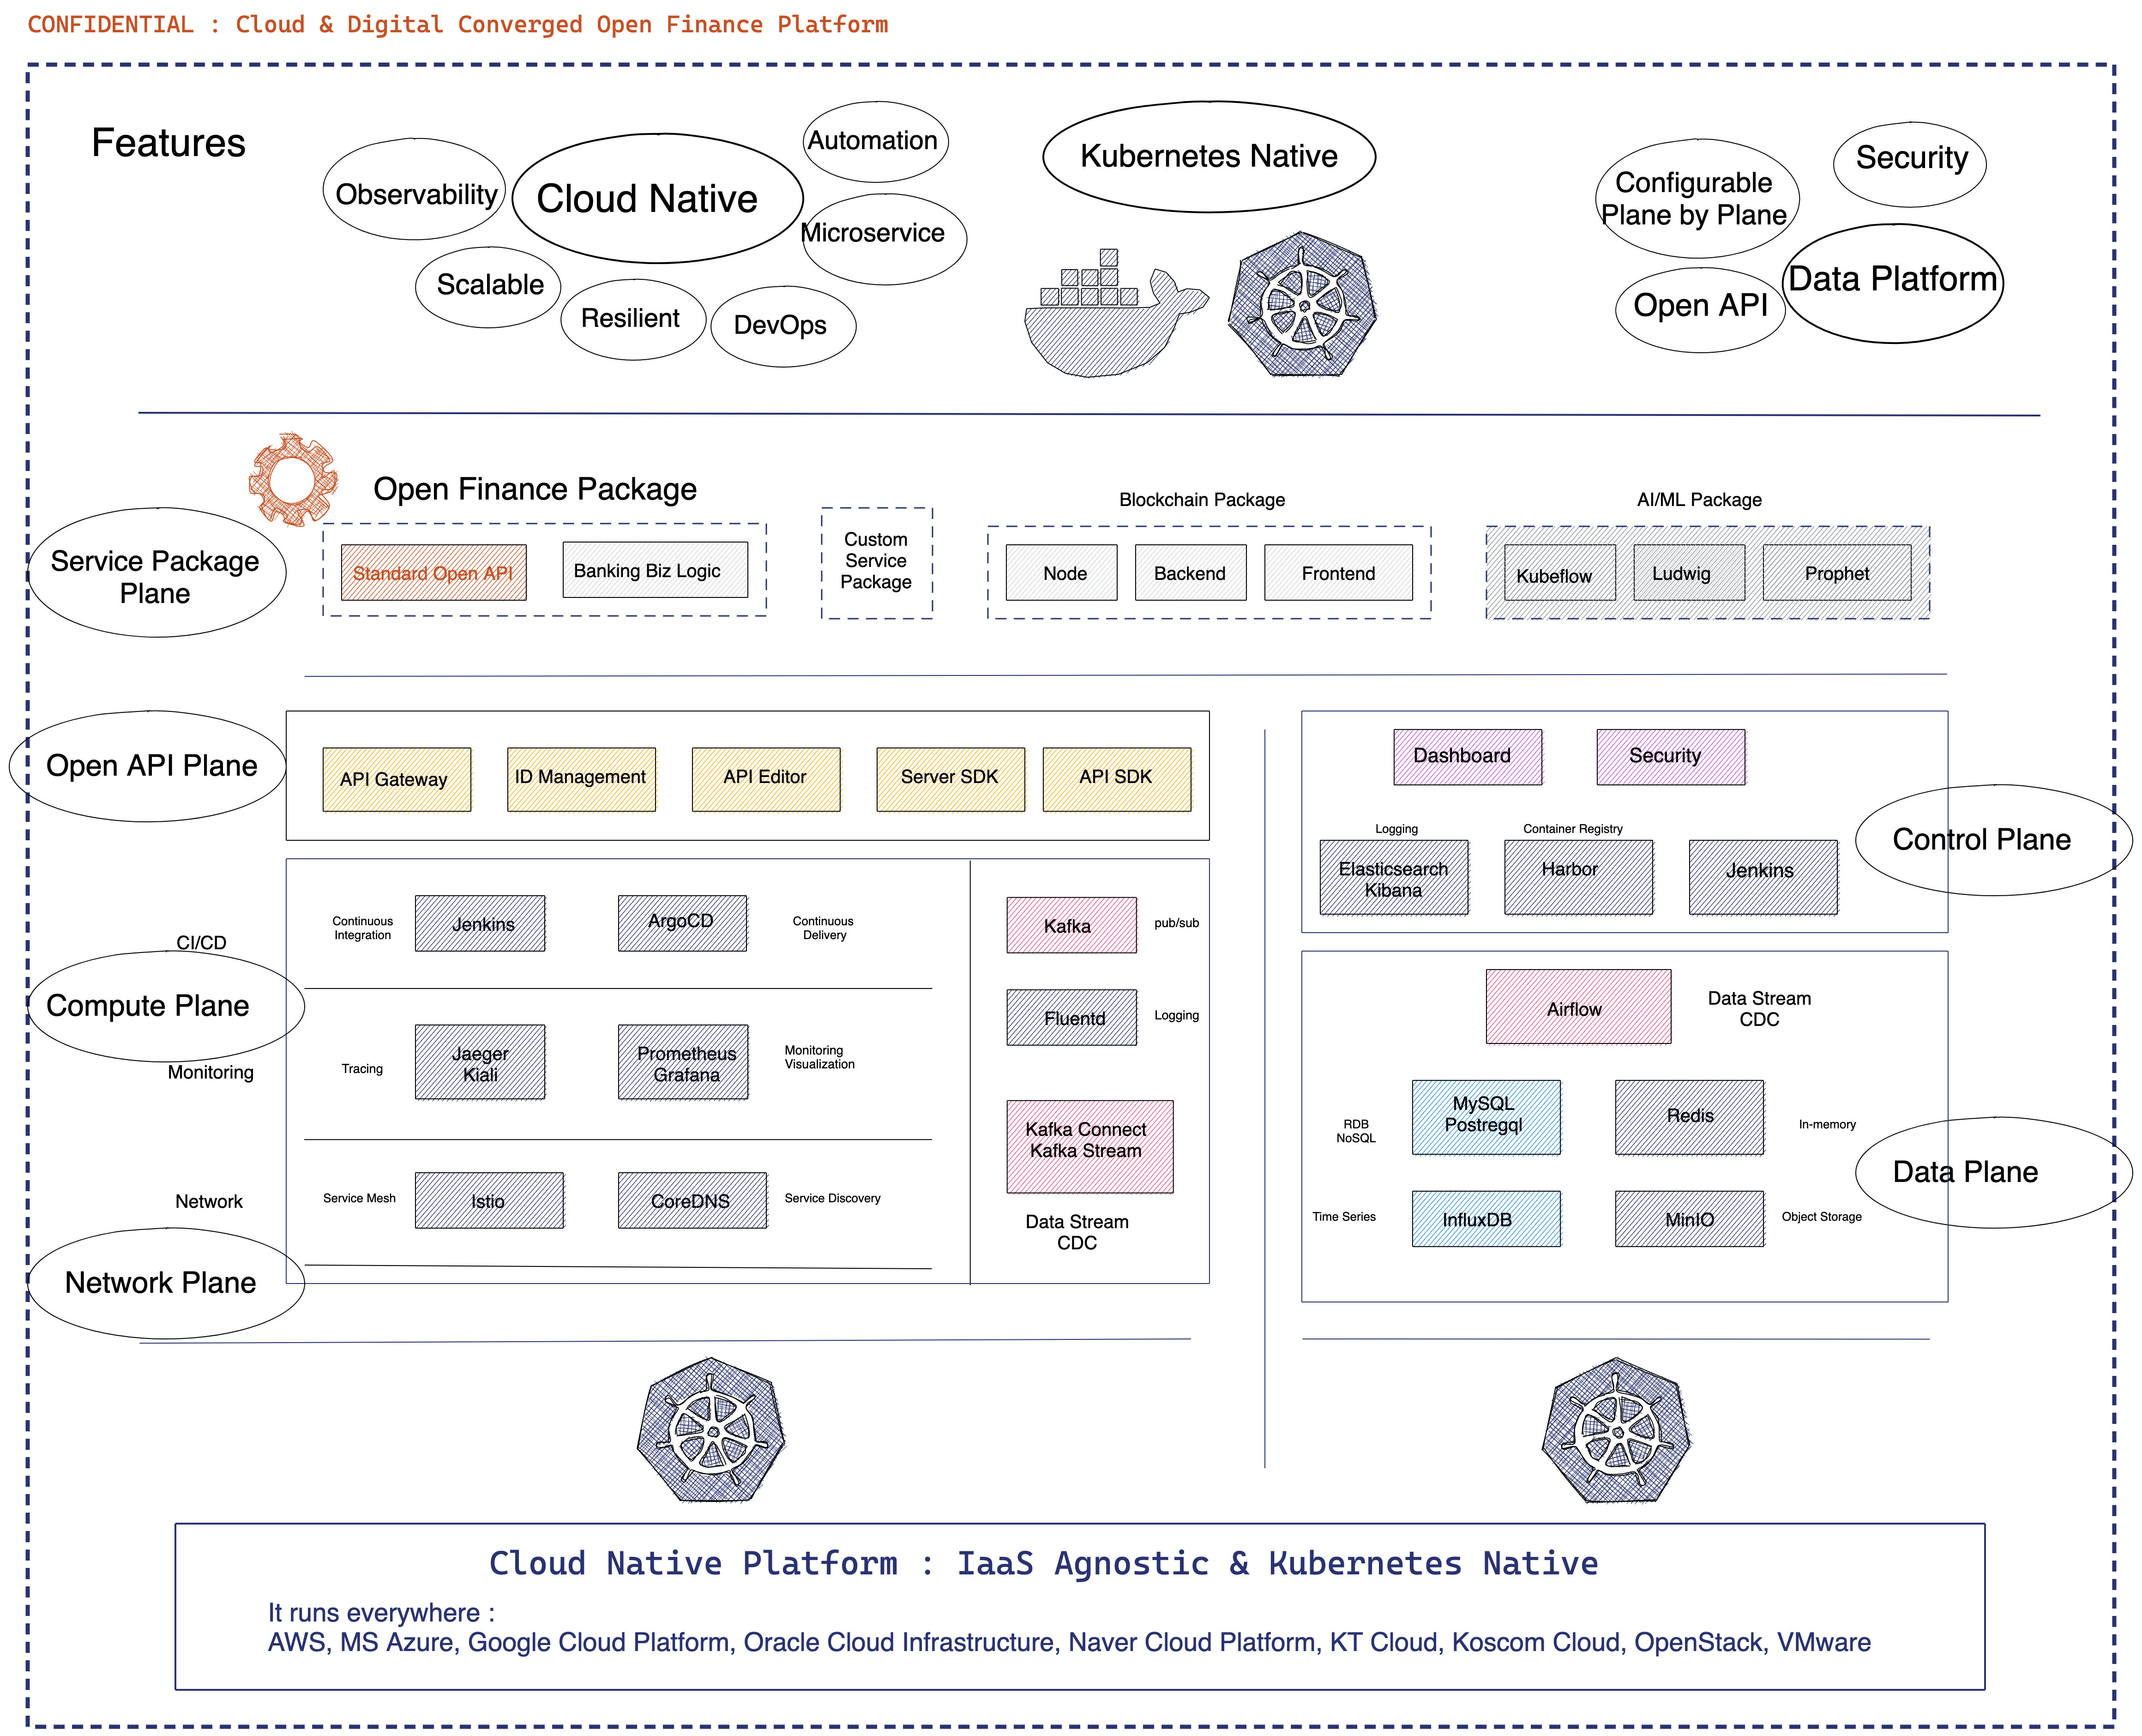 CONFIDENTIAL : Cloud & Digital Converged Open Finance Platform
Features
Observability
Cloud Native
Automation
Microservice
Scalable
Resilient
DevOps
Kubernetes Native
Configurable
Plane by Plane
Security
Open API
Data Platform
Service Package
Plane
Open Finance Package
Standard Open API
Banking Biz Logic
Custom
Service
Package
Blockchain Package
Node
Backend
Frontend
AI/ML Package
Kubeflow
Ludwig
Prophet
Open API Plane
API Gateway
ID Management
API Editor
Server SDK
API SDK
CI/CD
Compute Plane
Monitoring
Network
Network Plane
Continuous
Integration
Jenkins
ArgoCD
Continuous
Delivery
Tracing
Jaeger
Kiali
Prometheus
Grafana
Monitoring
Visualization
Service Mesh
Istio
CoreDNS
Service Discovery
Kafka
pub/sub
Fluentd
Logging
Kafka Connect
Kafka Stream
Data Stream
CDC
Dashboard
Security
Logging
Elasticsearch
Kibana
Container Registry
Harbor
Jenkins
Control Plane
Airflow
Data Stream
CDC
RDB
NoSQL
MySQL
Postregql
Redis
In-memory
Data Plane
Time Series
InfluxDB
MinIO
Object Storage
Cloud Native Platform : IaaS Agnostic & Kubernetes Native
It runs everywhere :
AWS, MS Azure, Google Cloud Platform, Oracle Cloud Infrastructure, Naver Cloud Platform, KT Cloud, Koscom Cloud, OpenStack, VMware